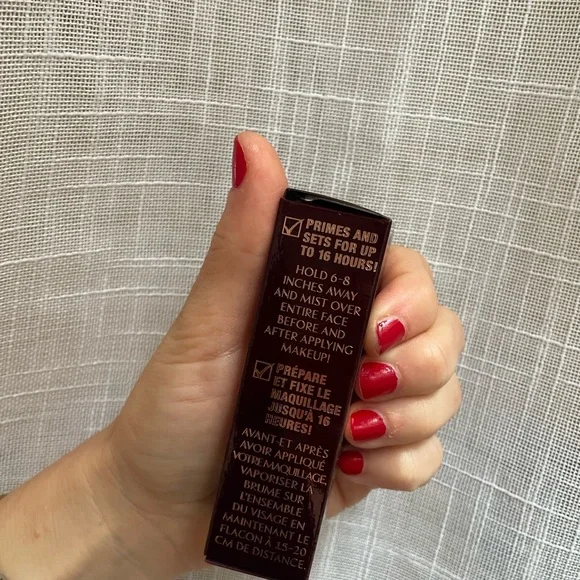 PRIMES AND
SETS FOR UP
TO 16 HOURS!
HOLD 6-8
INCHES AWAY
AND MIST OVER
ENTIRE FACE
BEFORE AND
AFTER APPLYING
MAKEUP!
PRÉPARE
ET FIXE LE
MAQUILLAGE
JUSQU'À 16
HEURES!
AVANT ET APRÈS
AVOIR APPLIQUÉ
VOTRE MAQUILLAGE,
VAPORISER LA
BRUME SUR
L'ENSEMBLE
DU VISAGE EN
MAINTENANT LE
FLACON À 15-20
CM DE DISTANCE.